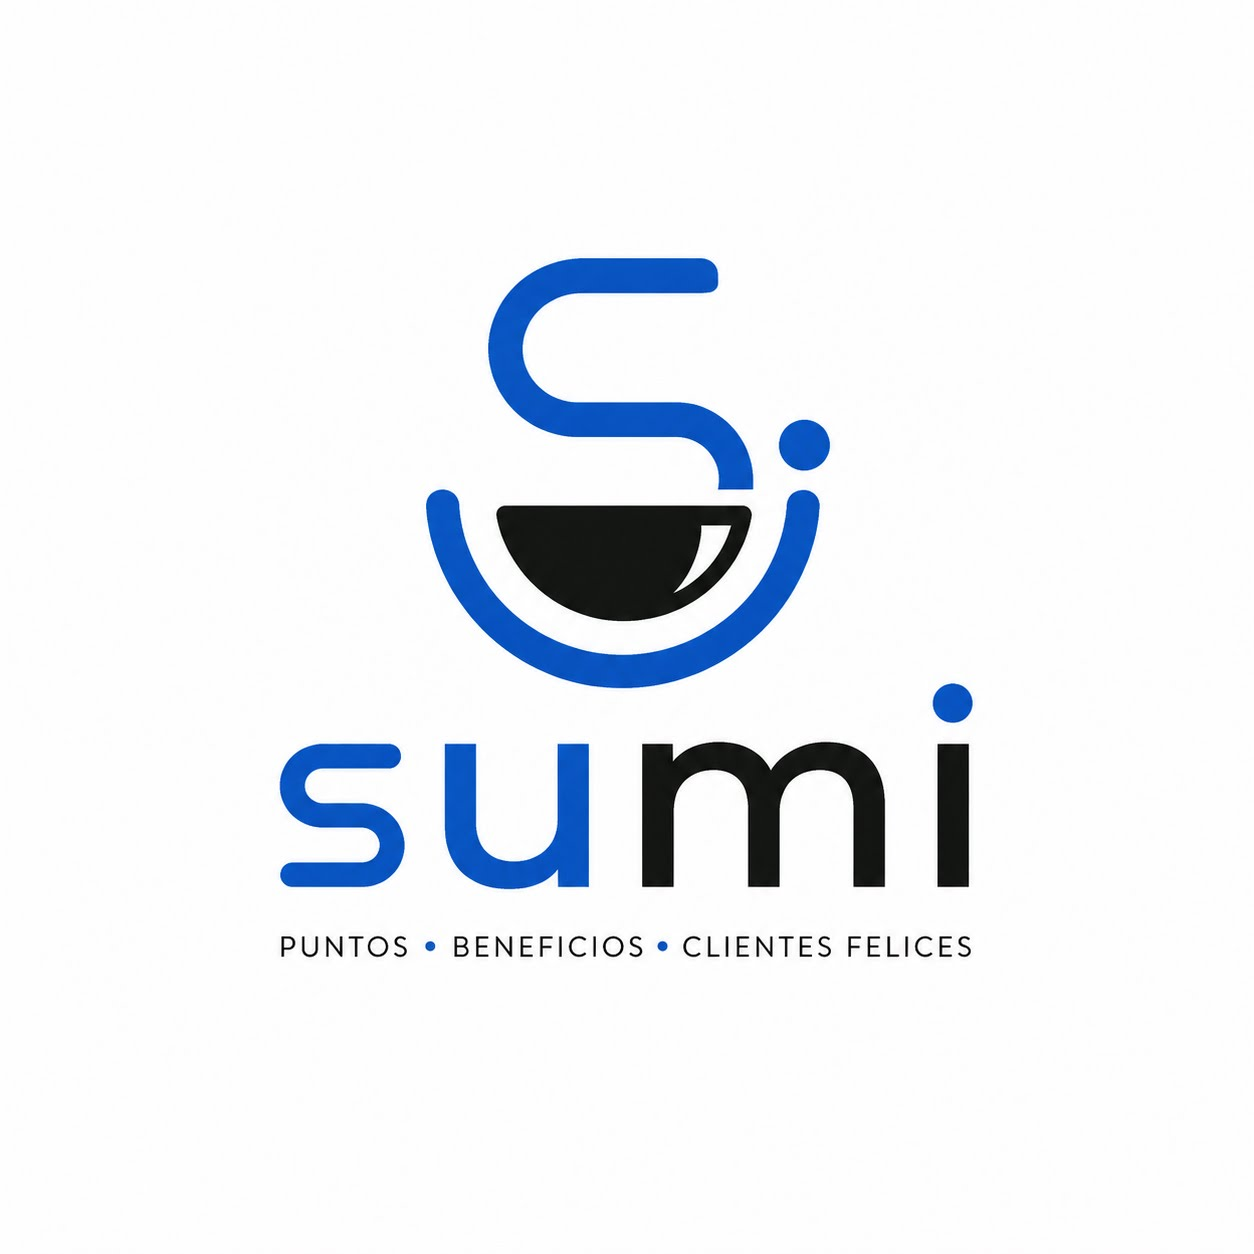 sumi
PUNTOS • BENEFICIOS • CLIENTES FELICES